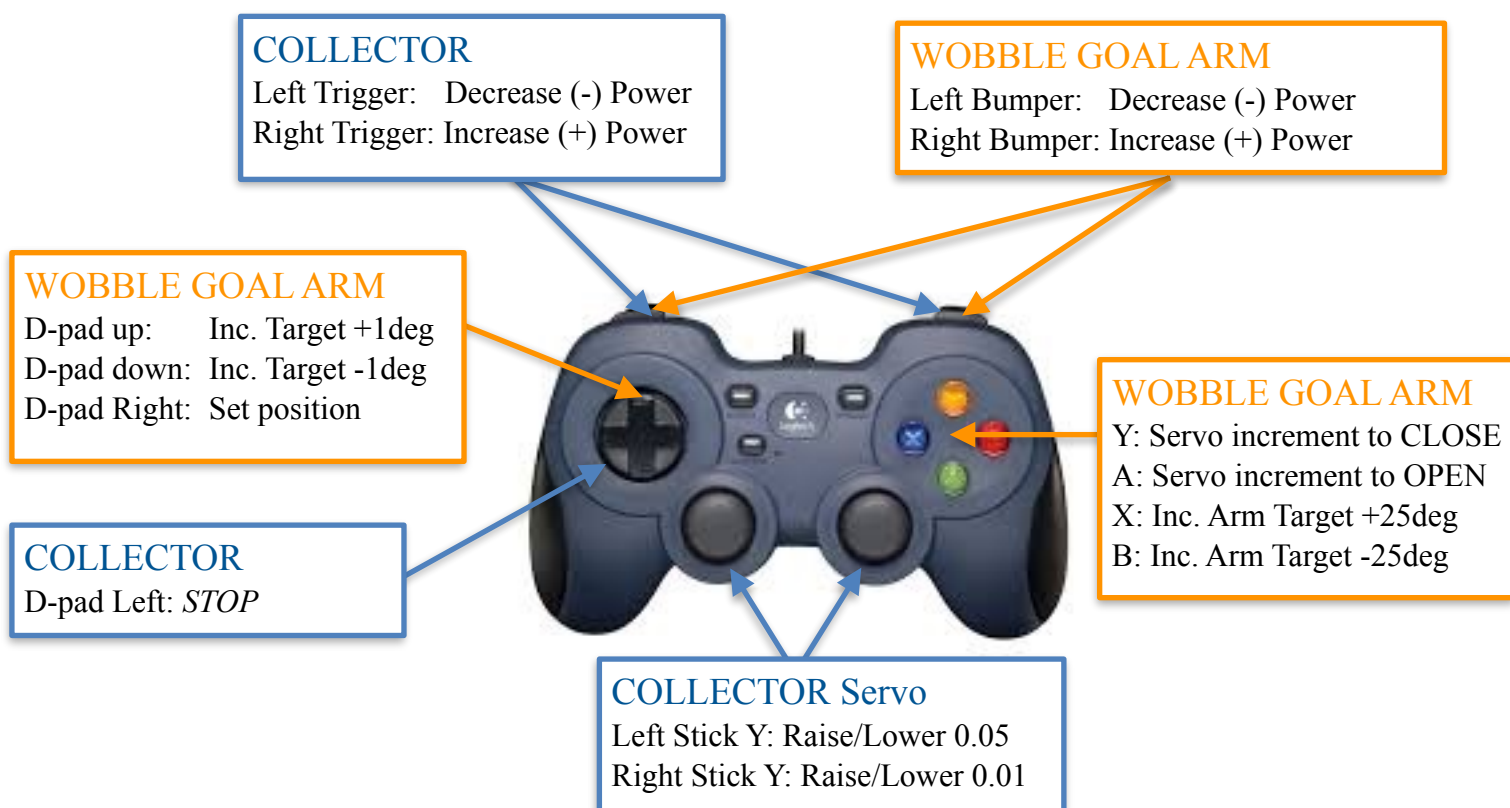 COLLECTOR
Left Trigger: Decrease (-) Power
Right Trigger: Increase (+) Power
WOBBLE GOAL ARM
Left Bumper: Decrease (-) Power
Right Bumper: Increase (+) Power
WOBBLE GOAL ARM
D-pad up: Inc. Target +1deg
D-pad down: Inc. Target -1deg
D-pad Right: Set position
WOBBLE GOAL ARM
Y: Servo increment to CLOSE
A: Servo increment to OPEN
X: Inc. Arm Target +25deg
B: Inc. Arm Target -25deg
COLLECTOR
D-pad Left: STOP
COLLECTOR Servo
Left Stick Y: Raise/Lower 0.05
Right Stick Y: Raise/Lower 0.01
Logitech
X